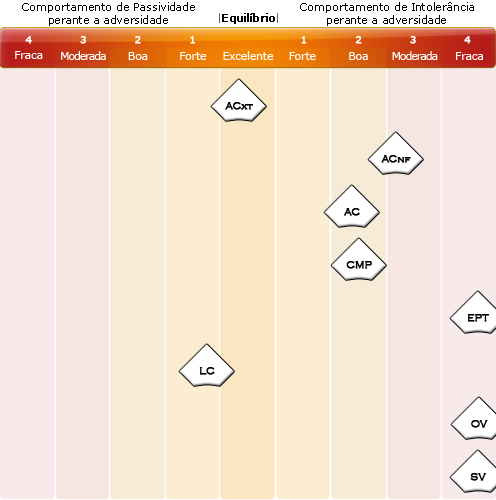 Comportamento de Passividade
perante a adversidade
|Equilíbrio|
Comportamento de Intolerância
perante a adversidade
4 3 2 1 1 2 3 4
Fraca Moderada Boa Forte Excelente Forte Boa Moderada Fraca
ACXT
ACNF
AC
CMP
EPT
LC
OV
SV